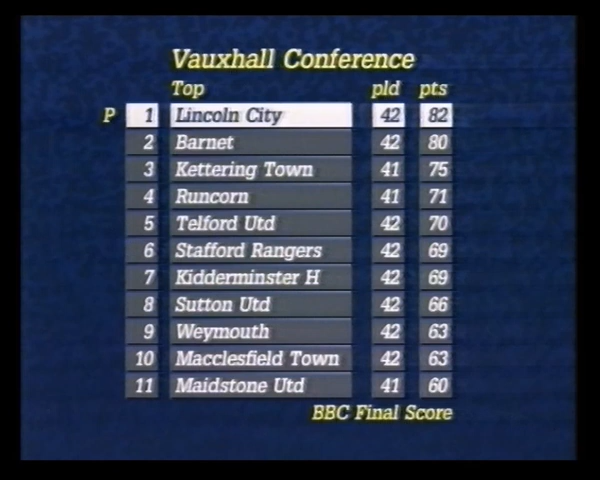 Vauxhall Conference
Top pld pts
P 1 Lincoln City 42 82
2 Barnet 42 80
3 Kettering Town 41 75
4 Runcorn 41 71
5 Telford Utd 42 70
6 Stafford Rangers 42 69
7 Kidderminster H 42 69
8 Sutton Utd 42 66
9 Weymouth 42 63
10 Macclesfield Town 42 63
11 Maidstone Utd 41 60
BBC Final Score